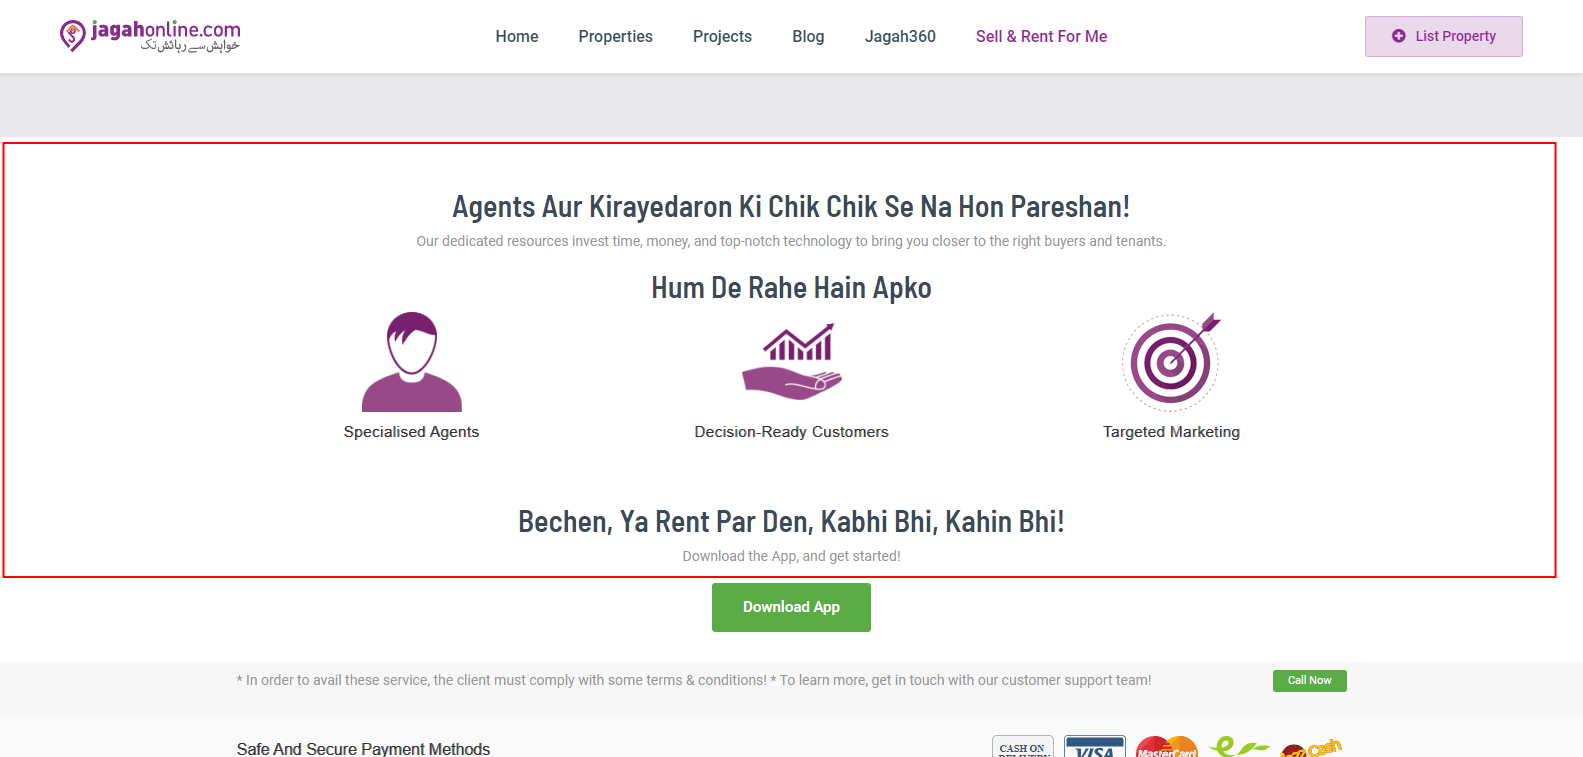 jagahonline.com
خواہش سے رہائش تک
Home Properties Projects Blog Jagah360 Sell & Rent For Me List Property
Agents Aur Kirayedaron Ki Chik Chik Se Na Hon Pareshan!
Our dedicated resources invest time, money, and top-notch technology to bring you closer to the right buyers and tenants.
Hum De Rahe Hain Apko
Specialised Agents Decision-Ready Customers Targeted Marketing
Bechen, Ya Rent Par Den, Kabhi Bhi, Kahin Bhi!
Download the App, and get started!
Download App
* In order to avail these service, the client must comply with some terms & conditions! * To learn more, get in touch with our customer support team! Call Now
Safe And Secure Payment Methods CASH ON DELIVERY VISA MasterCard Cash